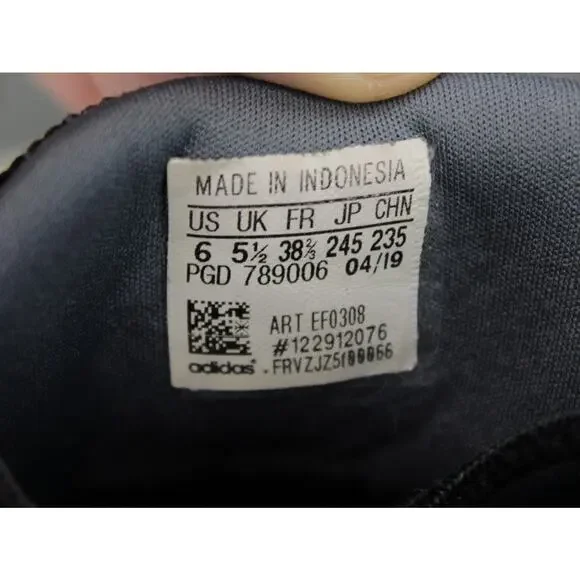 MADE IN INDONESIA
US UK FR JP CHN
6 5½ 38⅔ 245 235
PGD 789006 04/19
ART EF0308
#122912076
adidas